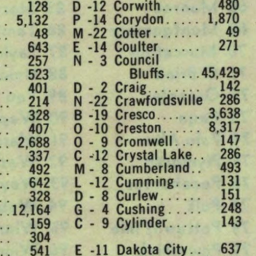 128 D -12 Corwith...... 480
5,132 P -14 Corydon.... 1,870
48 M -22 Cotter....... 49
643 E -14 Coulter...... 271
257 N - 3 Council
523 Bluffs..... 45,429
401 D - 2 Craig........ 142
214 N -22 Crawfordsville 286
328 B -19 Cresco..... 3,638
407 O -10 Creston.... 8,317
2,688 O - 9 Cromwell.... 147
337 C -12 Crystal Lake.. 286
492 M - 8 Cumberland.. 493
642 L -12 Cumming.... 131
328 D - 8 Curlew...... 151
12,164 G - 4 Cushing..... 248
159 C - 9 Cylinder..... 143
304
541 E -11 Dakota City.. 637